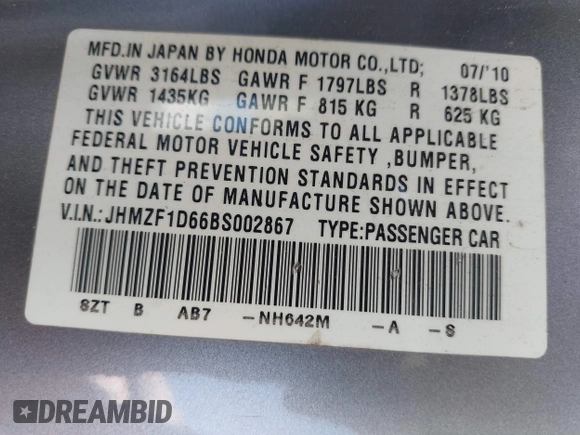 MFD.IN JAPAN BY HONDA MOTOR CO.,LTD; 07/'10
GVWR 3164LBS GAWR F 1797LBS R 1378LBS
GVWR 1435KG GAWR F 815 KG R 625 KG
THIS VEHICLE CONFORMS TO ALL APPLICABLE
FEDERAL MOTOR VEHICLE SAFETY ,BUMPER,
AND THEFT PREVENTION STANDARDS IN EFFECT
ON THE DATE OF MANUFACTURE SHOWN ABOVE.
V.I.N.:JHMZF1D66BS002867 TYPE:PASSENGER CAR
SZT B AB7 -NH642M -A -S
DREAMBID